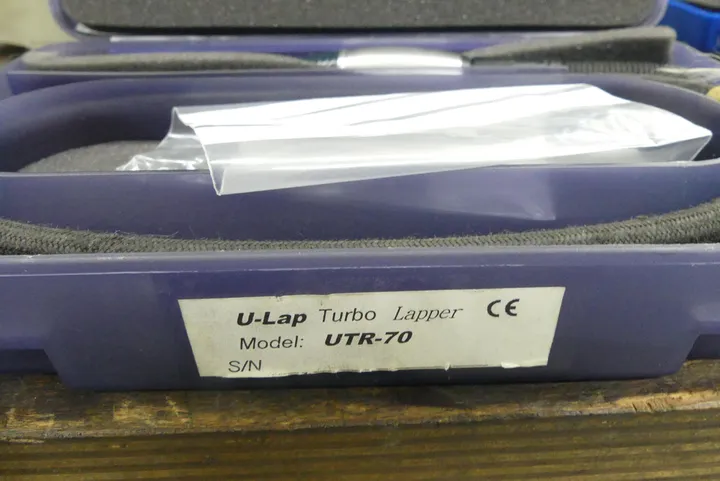 U-Lap Turbo Lapper CE
Model: UTR-70
S/N